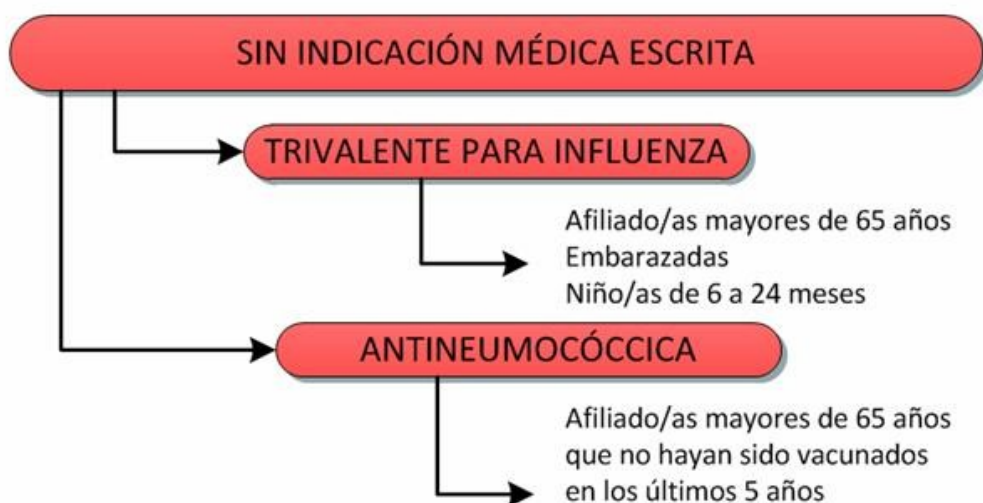 SIN INDICACIÓN MÉDICA ESCRITA
TRIVALENTE PARA INFLUENZA
Afiliado/as mayores de 65 años
Embarazadas
Niño/as de 6 a 24 meses
ANTINEUMOCÓCCICA
Afiliado/as mayores de 65 años
que no hayan sido vacunados
en los últimos 5 años